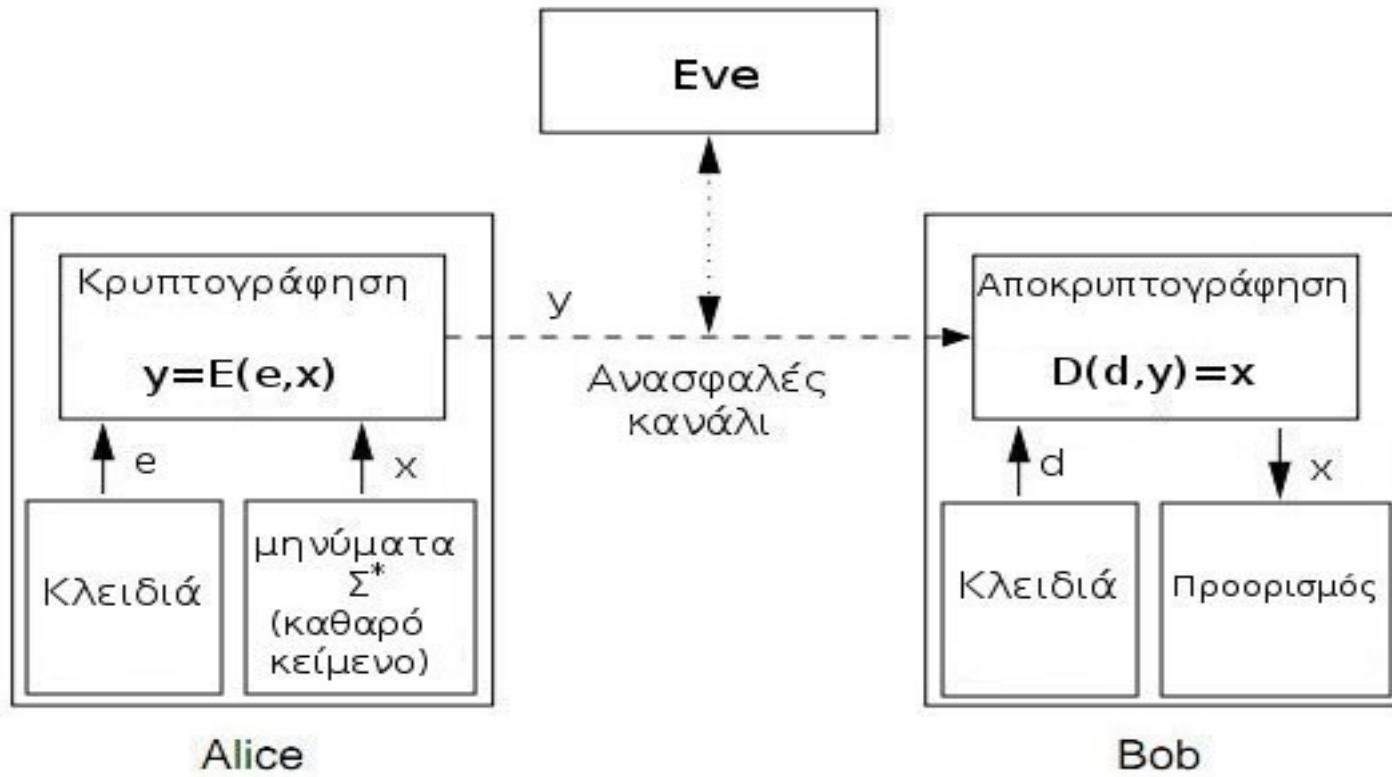 Eve
Κρυπτογράφηση
y=E(e,x)
e
x
Κλειδιά
μηνύματα
Σ*
(καθαρό
κείμενο)
Alice
y
Ανασφαλές
κανάλι
Αποκρυπτογράφηση
D(d,y)=x
d
x
Κλειδιά
Προορισμός
Bob